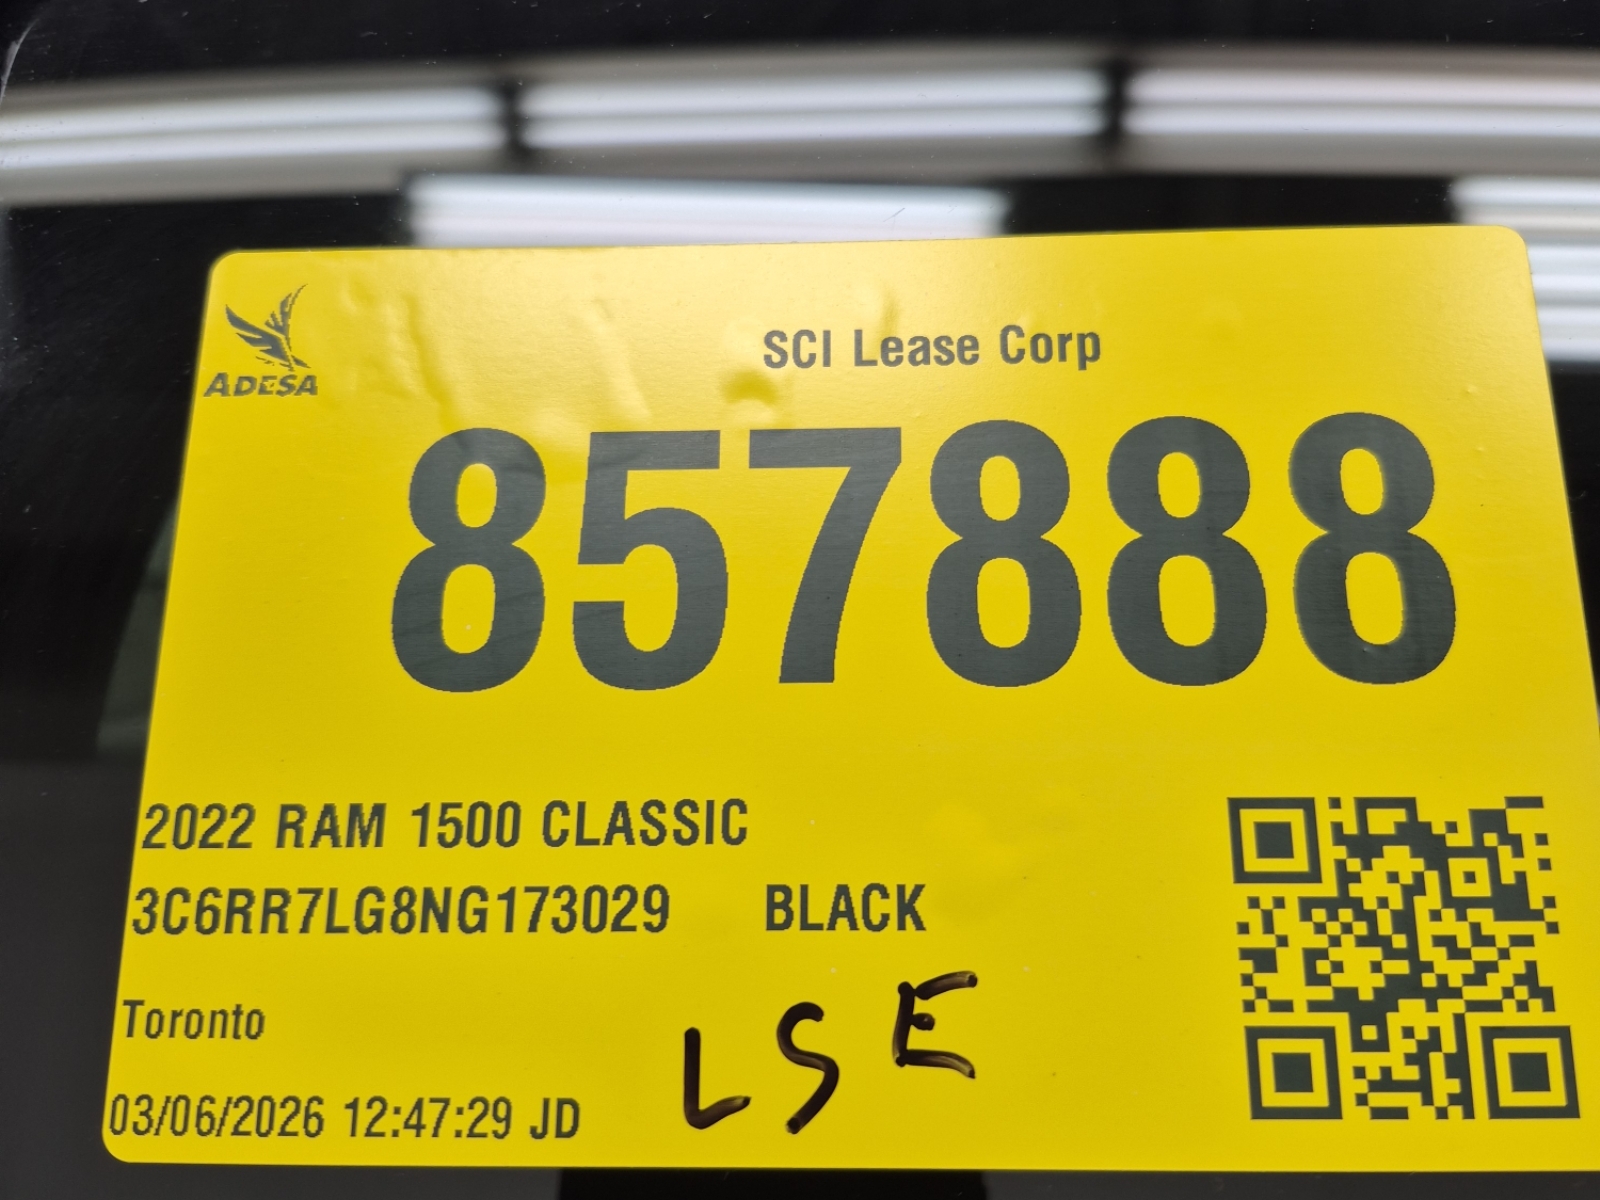 ADESA
SCI Lease Corp
857888
2022 RAM 1500 CLASSIC
3C6RR7LG8NG173029 BLACK
Toronto
LSE
03/06/2026 12:47:29 JD